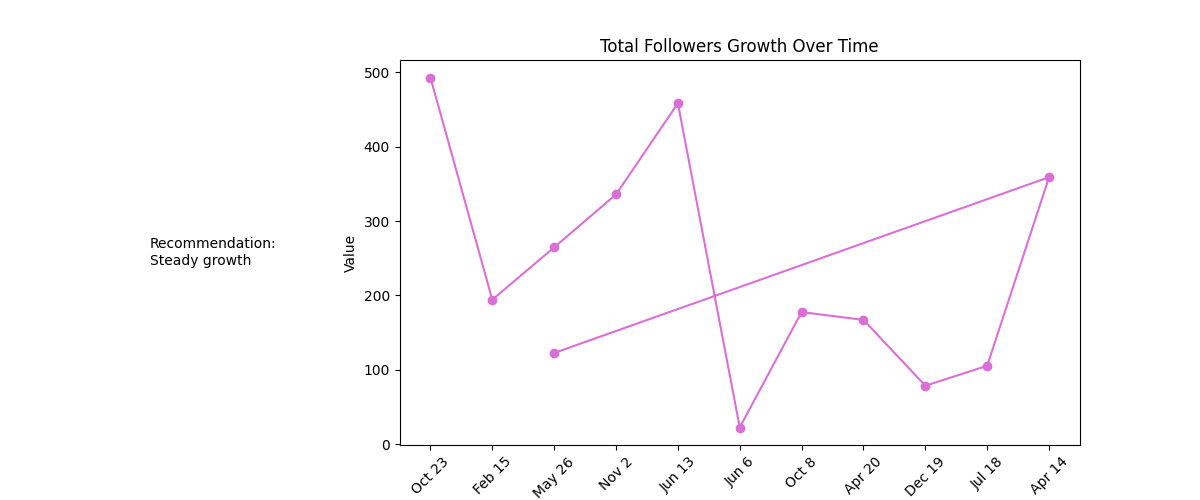 Total Followers Growth Over Time
500
400
300
200
100
0
Value
Recommendation:
Steady growth
Oct 23
Feb 15
May 26
Nov 2
Jun 13
Jun 6
Oct 8
Apr 20
Dec 19
Jul 18
Apr 14